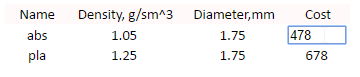 Name Density, g/sm^3 Diameter,mm Cost
abs 1.05 1.75 478
pla 1.25 1.75 678